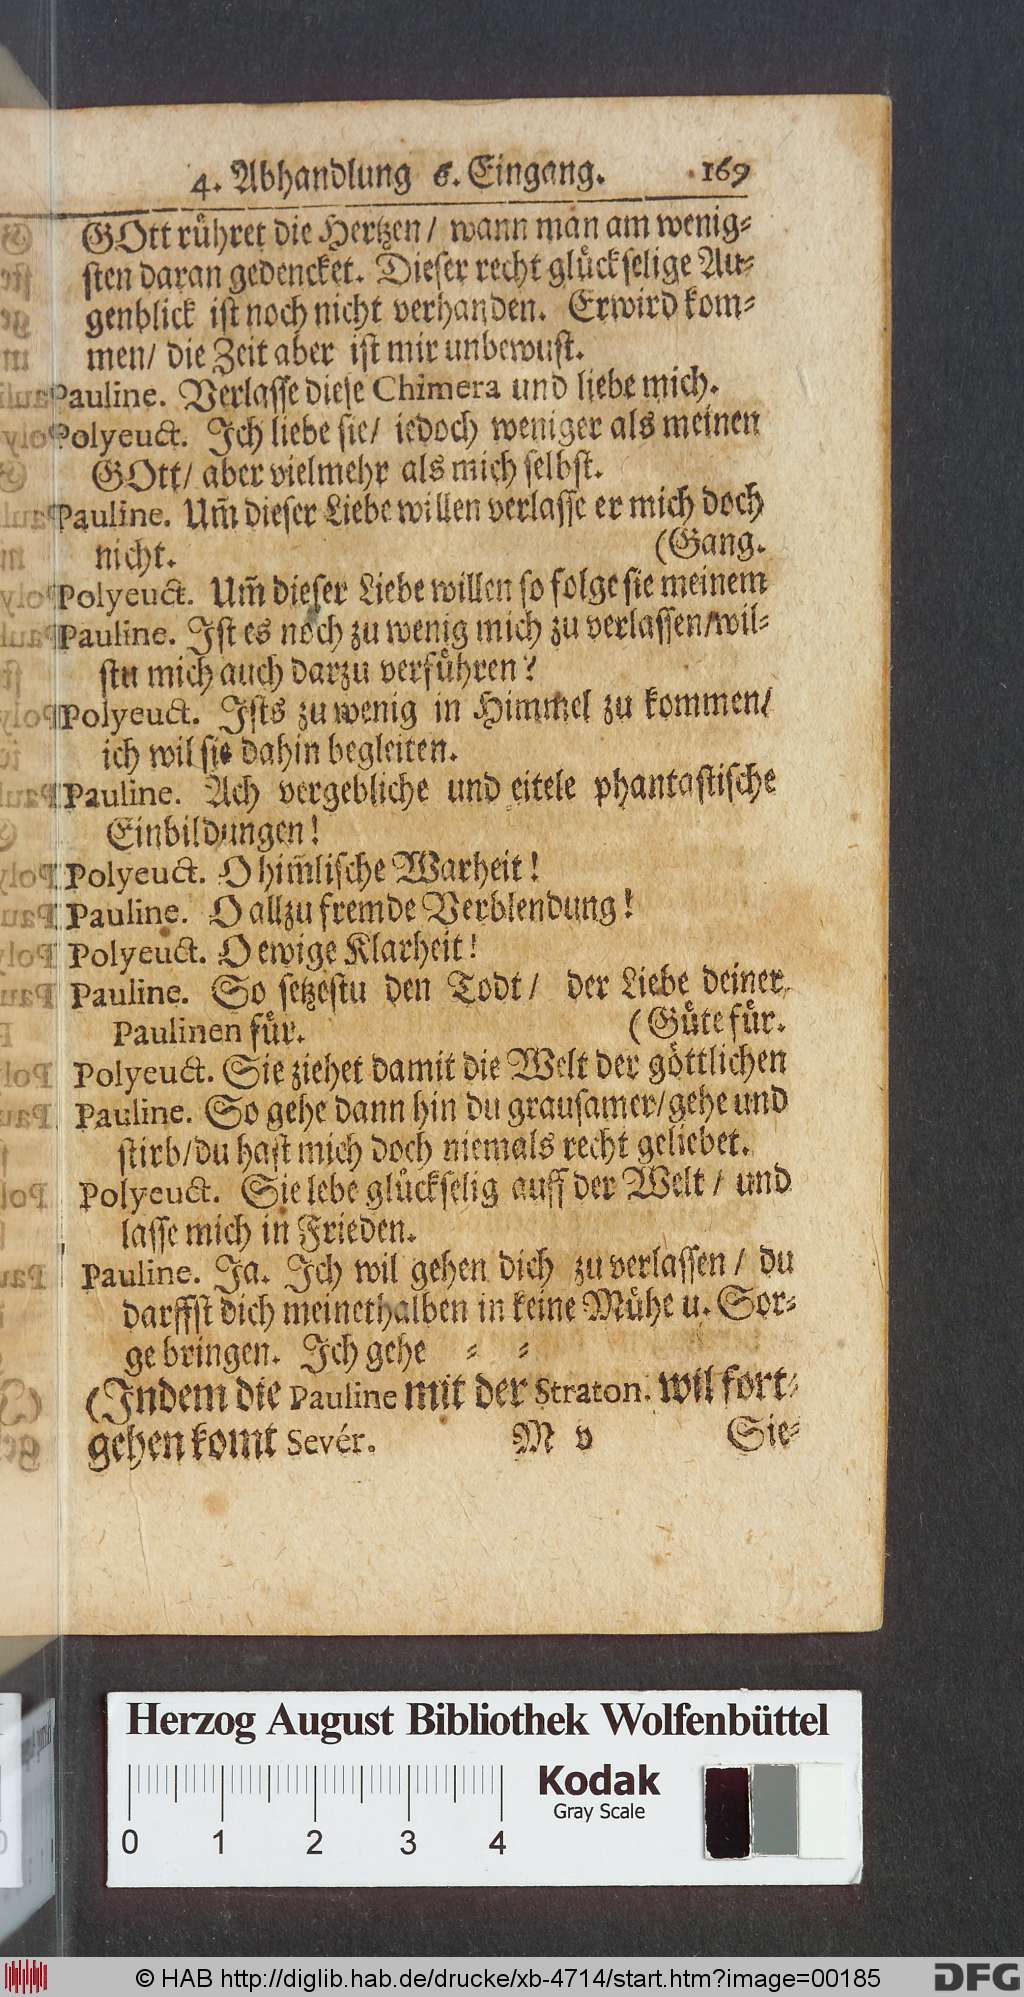 4. Abhandlung 6. Eingang. 169
GOtt rühret die Hertzen / wann man am wenig⸗
sten daran gedencket. Dieser recht glückselige Au⸗
genblick ist noch nicht verhanden. Er wird kom⸗
men / die Zeit aber ist mir unbewust.
Pauline. Verlasse diese Chimera und liebe mich.
Polyeuct. Ich liebe sie / iedoch weniger als meinen
GOtt / aber vielmehr als mich selbst.
Pauline. Um̃ dieser Liebe willen verlasse er mich doch
nicht. (Gang.
Polyeuct. Um̃ dieser Liebe willen so folge sie meinem
Pauline. Ist es noch zu wenig mich zu verlassen / wil⸗
stu mich auch darzu verführen?
Polyeuct. Ists zu wenig in Himmel zu kommen /
ich wil sie dahin begleiten.
Pauline. Ach vergebliche und eitele phantastische
Einbildungen!
Polyeuct. O him̃lische Warheit!
Pauline. O allzu fremde Verblendung!
Polyeuct. O ewige Klarheit!
Pauline. So setzestu den Todt / der Liebe deiner
Paulinen für. (Güte für.
Polyeuct. Sie ziehet damit die Welt der göttlichen
Pauline. So gehe dann hin du grausamer / gehe und
stirb / du hast mich doch niemals recht geliebet.
Polyeuct. Sie lebe glückselig auff der Welt / und
lasse mich in Frieden.
Pauline. Ja. Ich wil gehen dich zu verlassen / du
darffst dich meinethalben in keine Mühe u. Sor⸗
ge bringen. Ich gehe ⸗ ⸗
(Indem die Pauline mit der Straton. wil fort⸗
gehen komt Sevér. M v Sie⸗
Herzog August Bibliothek Wolfenbüttel
Kodak
Gray Scale
0 1 2 3 4
© HAB http://diglib.hab.de/drucke/xb-4714/start.htm?image=00185
DFG